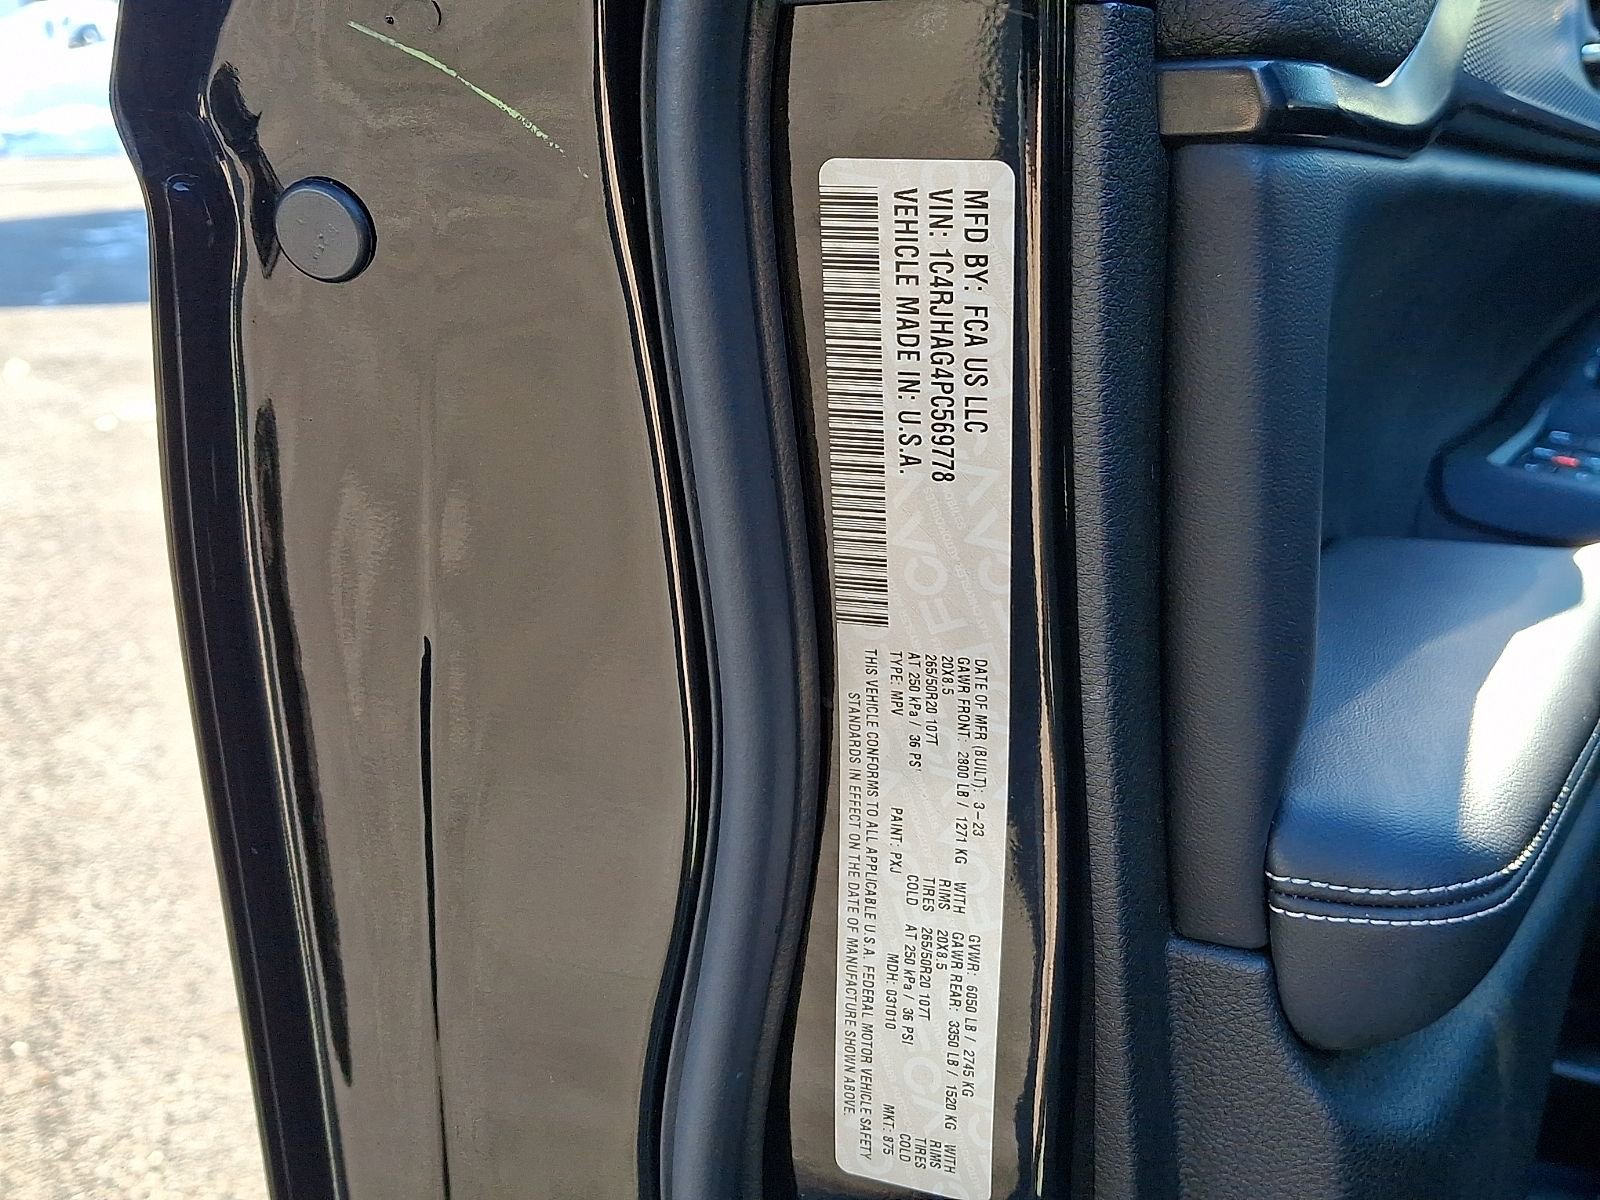 MFD BY: FCA US LLC
VIN: 1C4RJHAG4PC569778
VEHICLE MADE IN: U.S.A.
DATE OF MFR (BUILT): 3-23 GVWR: 6050 LB / 2745 KG
GAWR FRONT: 2800 LB / 1271 KG WITH GAWR REAR: 3350 LB / 1520 KG WITH
20X8.5 RIMS 20X8.5 RIMS
265/50R20 107T TIRES 265/50R20 107T TIRES
AT 250 kPa / 36 PSI COLD AT 250 kPa / 36 PSI COLD
TYPE: MPV PAINT: PXJ MDH: 031010 MKT: 875
THIS VEHICLE CONFORMS TO ALL APPLICABLE U.S.A. FEDERAL MOTOR VEHICLE SAFETY
STANDARDS IN EFFECT ON THE DATE OF MANUFACTURE SHOWN ABOVE.